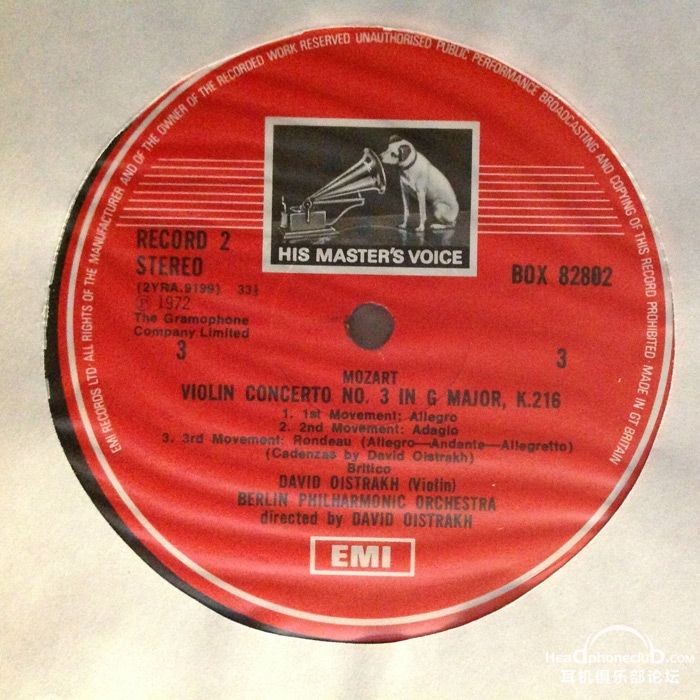 EMI RECORDS LTD · ALL RIGHTS OF THE MANUFACTURER AND OF THE OWNER OF THE RECORDED WORK RESERVED UNAUTHORISED PUBLIC PERFORMANCE BROADCASTING AND COPYING OF THIS RECORD PROHIBITED · MADE IN GT BRITAIN
HIS MASTER'S VOICE
RECORD 2
STEREO
BOX 82802
(2YRA.9199) 33⅓
Ⓟ 1972
The Gramophone
Company Limited
3
3
MOZART
VIOLIN CONCERTO NO. 3 IN G MAJOR, K.216
1. 1st Movement: Allegro
2. 2nd Movement: Adagio
3. 3rd Movement: Rondeau (Allegro—Andante—Allegretto)
(Cadenzas by David Oistrakh)
Britico
DAVID OISTRAKH (Violin)
BERLIN PHILHARMONIC ORCHESTRA
directed by DAVID OISTRAKH
EMI
HeadphonecluD.COM
耳机俱乐部论坛